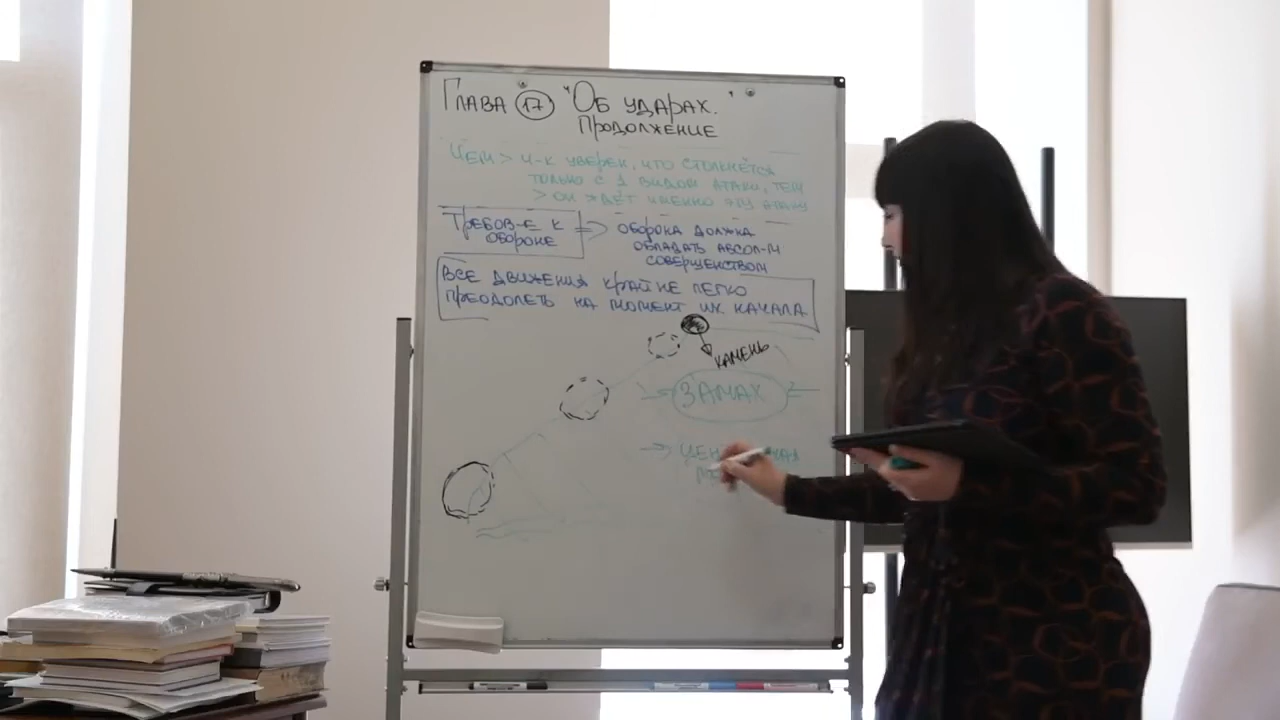 Глава 17 "Об ударах.
Продолжение"
Чем > ч-к уверен, что столкнётся
только с 1 видом атаки, тем
> он ждёт именно эту атаку
Требов-е к
обороне
оборона должна
обладать абсол-м
совершенством
Все движения крайне легко
преодолеть на момент их начала
камень
Замах